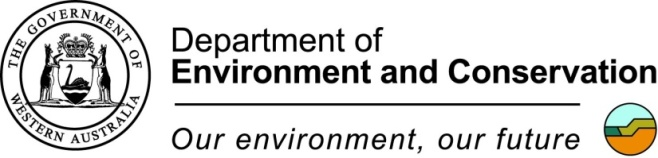 THE GOVERNMENT OF
WESTERN AUSTRALIA
Department of
Environment and Conservation
Our environment, our future